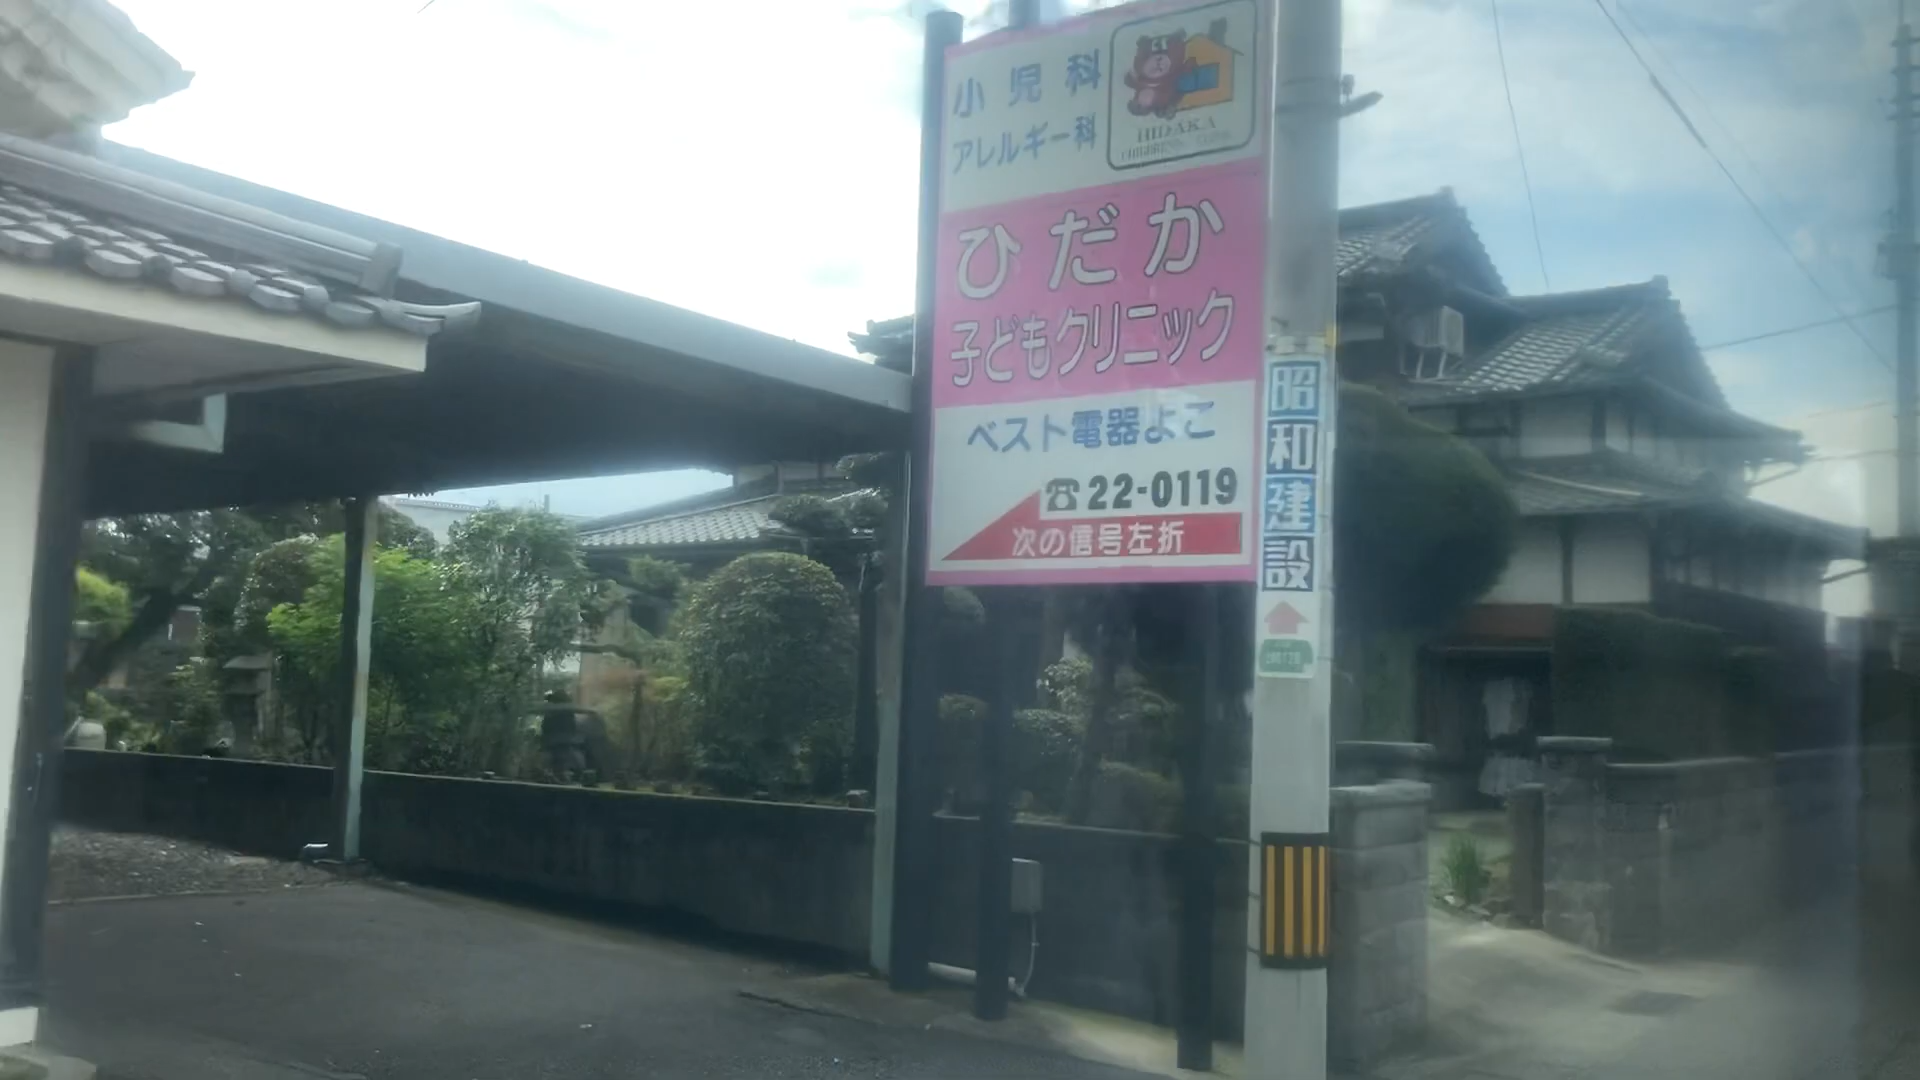 小児科
アレルギー科
HIDAKA
ひだか
子どもクリニック
ベスト電器よこ
☎22-0119
次の信号左折
昭和建設